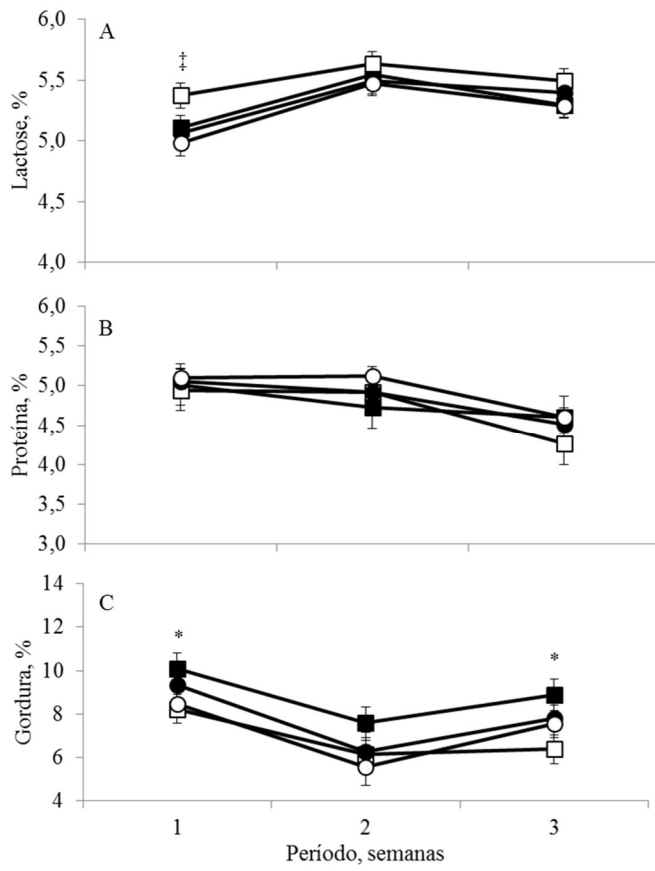 A
‡
Lactose, %
6,0
5,5
5,0
4,5
4,0
B
Proteína, %
6,0
5,5
5,0
4,5
4,0
3,5
3,0
C
*
*
Gordura, %
14
12
10
8
6
4
1 2 3
Período, semanas